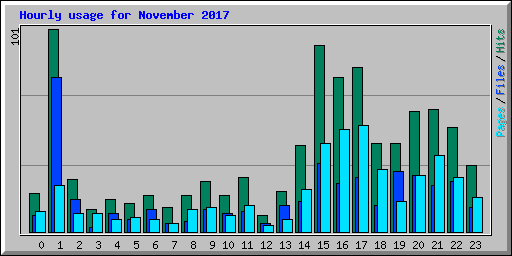 Hourly usage for November 2017
101
Pages / Files / Hits
0 1 2 3 4 5 6 7 8 9 10 11 12 13 14 15 16 17 18 19 20 21 22 23